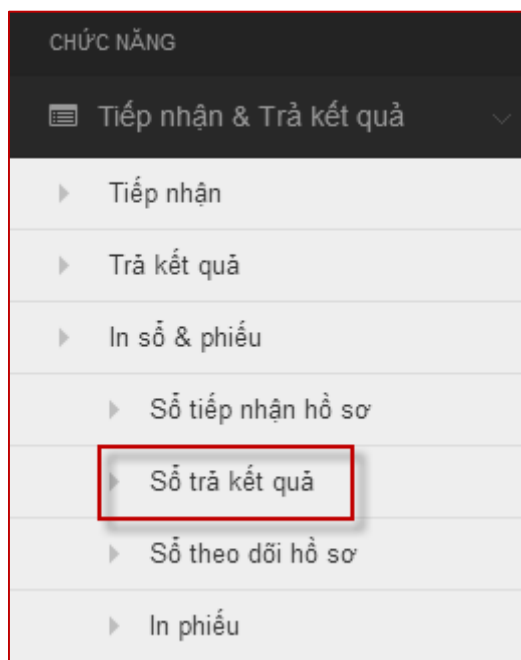 CHỨC NĂNG
Tiếp nhận & Trả kết quả
Tiếp nhận
Trả kết quả
In sổ & phiếu
Sổ tiếp nhận hồ sơ
Sổ trả kết quả
Sổ theo dõi hồ sơ
In phiếu